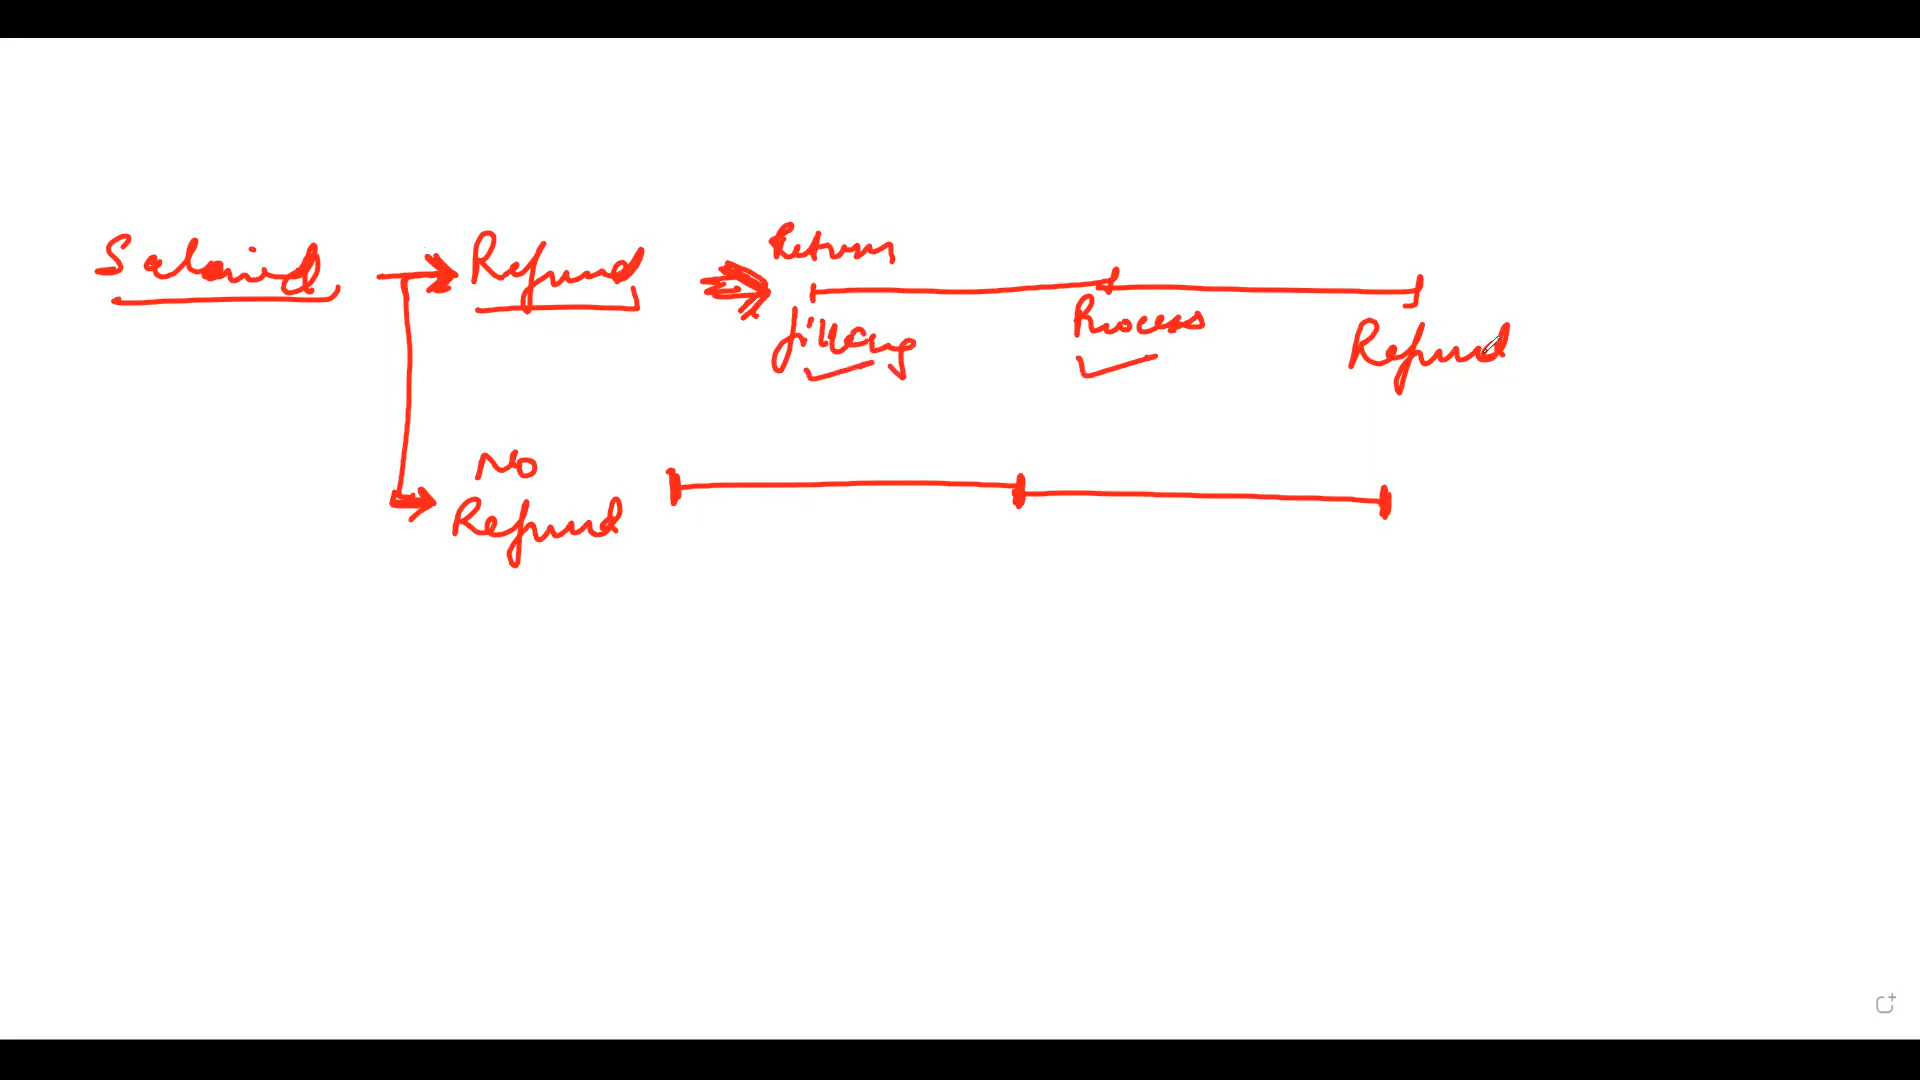 Salaried
Refund
Return
filling
Process
Refund
No
Refund